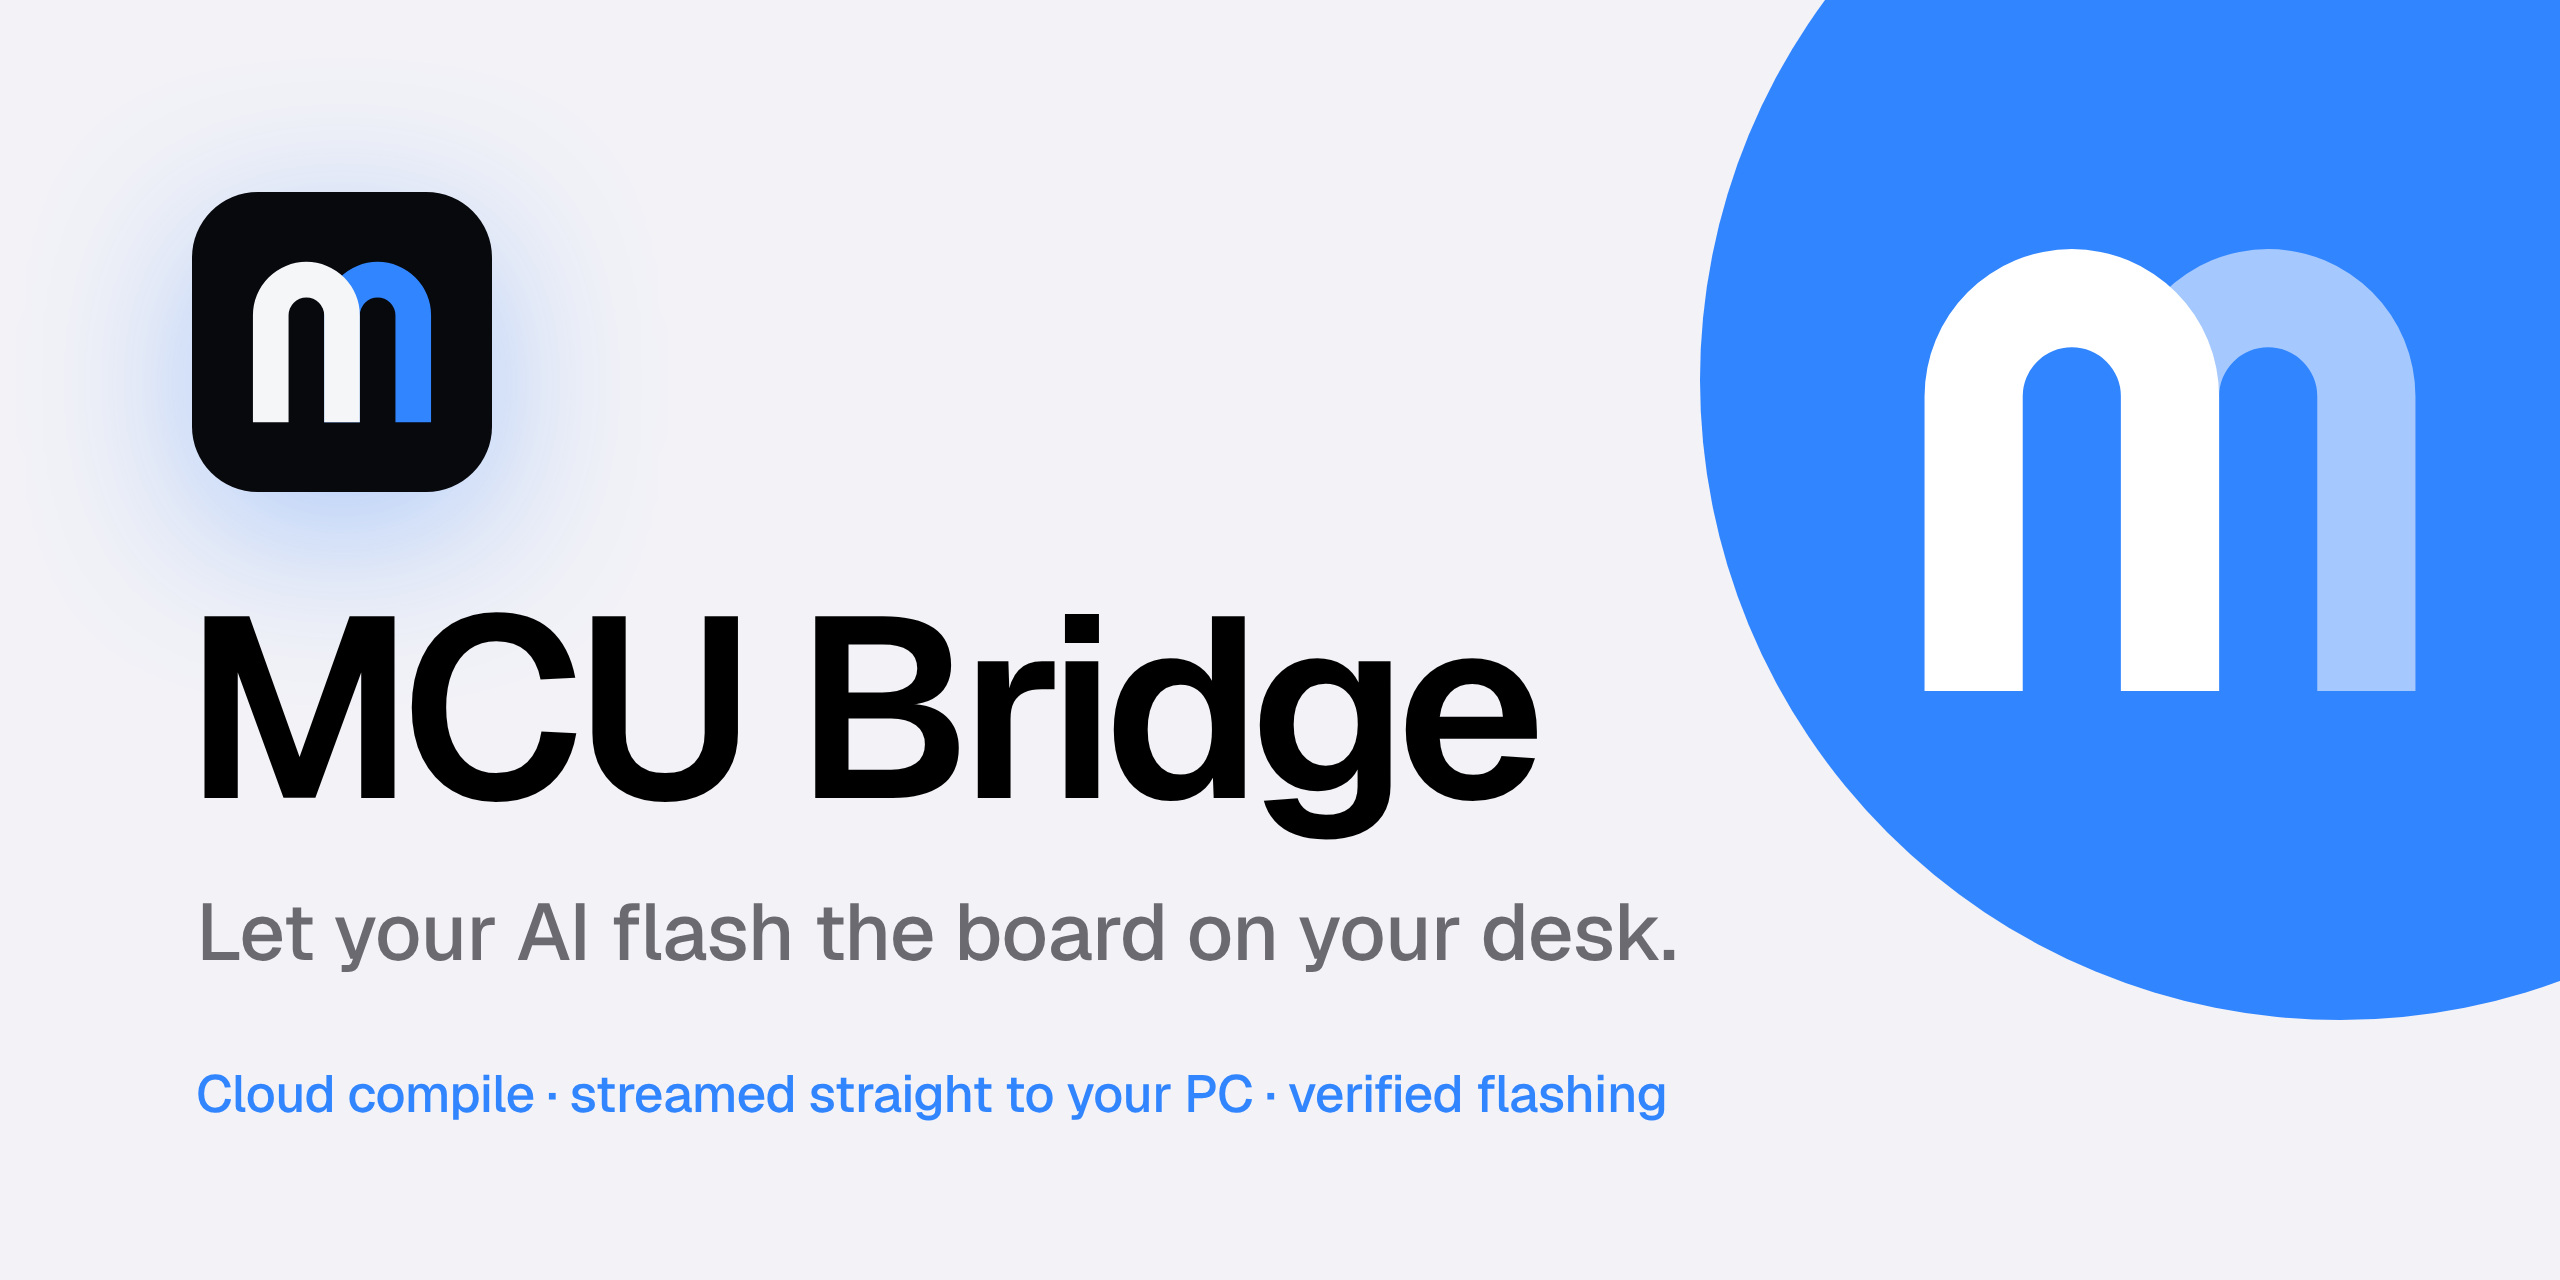 m
MCU Bridge
Let your AI flash the board on your desk.
Cloud compile · streamed straight to your PC · verified flashing
m